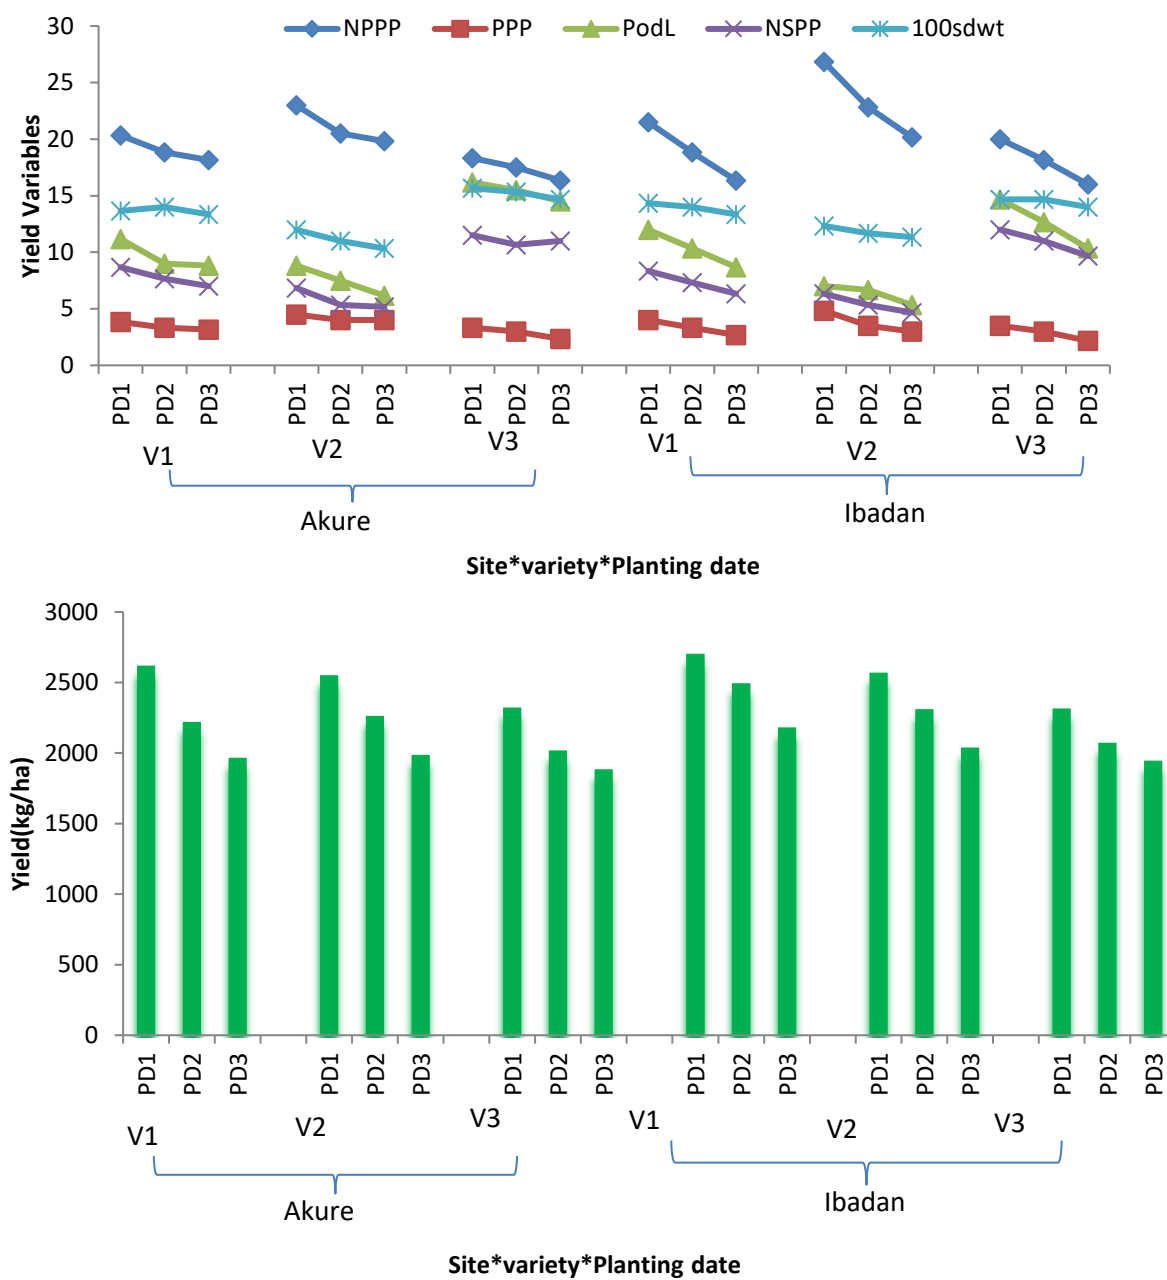 NPPP PPP PodL NSPP 100sdwt
Yield Variables
30
25
20
15
10
5
0
PD1 PD2 PD3 PD1 PD2 PD3 PD1 PD2 PD3 PD1 PD2 PD3 PD1 PD2 PD3 PD1 PD2 PD3
V1 V2 V3 V1 V2 V3
Akure Ibadan
Site*variety*Planting date
Yield(kg/ha)
3000
2500
2000
1500
1000
500
0
PD1 PD2 PD3 PD1 PD2 PD3 PD1 PD2 PD3 PD1 PD2 PD3 PD1 PD2 PD3 PD1 PD2 PD3
V1 V2 V3 V1 V2 V3
Akure Ibadan
Site*variety*Planting date